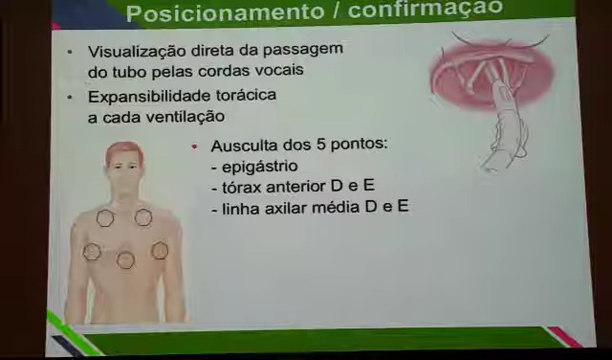 Posicionamento / confirmação
• Visualização direta da passagem
do tubo pelas cordas vocais
• Expansibilidade torácica
a cada ventilação
• Ausculta dos 5 pontos:
- epigástrio
- tórax anterior D e E
- linha axilar média D e E